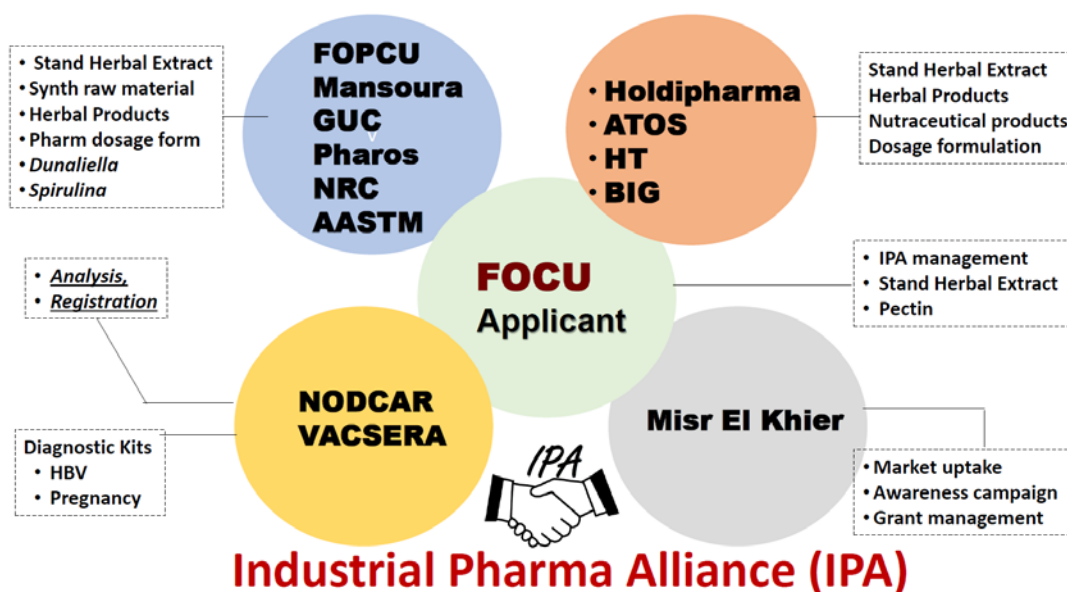 • Stand Herbal Extract
• Synth raw material
• Herbal Products
• Pharm dosage form
• Dunaliella
• Spirulina
FOPCU
Mansoura
GUC
Pharos
NRC
AASTM
• Holdipharma
• ATOS
• HT
• BIG
Stand Herbal Extract
Herbal Products
Nutraceutical products
Dosage formulation
• Analysis,
• Registration
FOCU
Applicant
• IPA management
• Stand Herbal Extract
• Pectin
Diagnostic Kits
• HBV
• Pregnancy
NODCAR
VACSERA
Misr El Khier
• Market uptake
• Awareness campaign
• Grant management
IPA
Industrial Pharma Alliance (IPA)